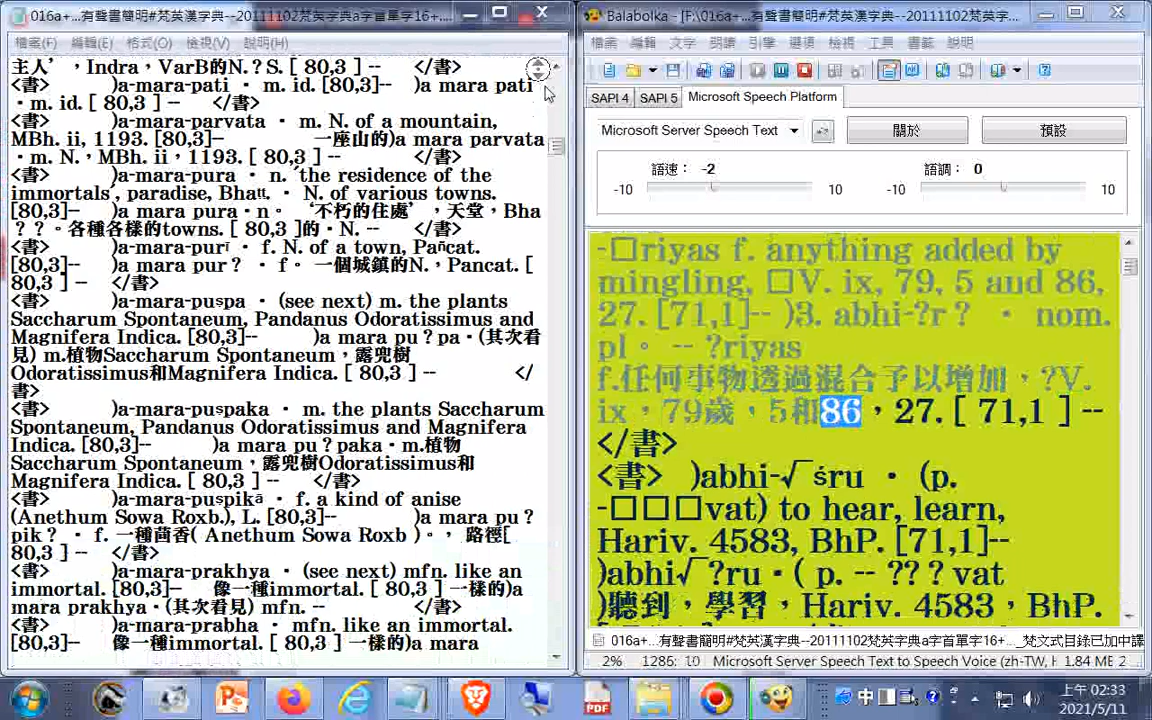 016a+...有聲書簡明#梵英漢字典--20111102梵英字典a字首單字16+...
檔案(F) 編輯(E) 格式(O) 檢視(V) 說明(H)
主人’，Indra，VarB的N.？S. [ 80,3 ] -- </書>
<書> )a-mara-pati ‧ m. id. [80,3]-- )a mara pati
‧m. id. [ 80,3 ] -- </書>
<書> )a-mara-parvata ‧ m. N. of a mountain,
MBh. ii, 1193. [80,3]-- 一座山的)a mara parvata
‧m. N.，MBh. ii，1193. [ 80,3 ] -- </書>
<書> )a-mara-pura ‧ n. 'the residence of the
immortals', paradise, Bhaṭṭ. ‧ N. of various towns.
[80,3]-- )a mara pura‧n。‘不朽的住處’，天堂，Bha
？？。各種各樣的towns. [ 80,3 ]的‧N. -- </書>
<書> )a-mara-purī ‧ f. N. of a town, Pañcat.
[80,3]-- )a mara pur？ ‧ f。 一個城鎮的N.，Pancat. [
80,3 ] -- </書>
<書> )a-mara-puṣpa ‧ (see next) m. the plants
Saccharum Spontaneum, Pandanus Odoratissimus and
Magnifera Indica. [80,3]-- )a mara pu？pa‧(其次看
見) m.植物Saccharum Spontaneum，露兜樹
Odoratissimus和Magnifera Indica. [ 80,3 ] -- </
書>
<書> )a-mara-puṣpaka ‧ m. the plants Saccharum
Spontaneum, Pandanus Odoratissimus and Magnifera
Indica. [80,3]-- )a mara pu？paka‧m.植物
Saccharum Spontaneum，露兜樹Odoratissimus和
Magnifera Indica. [ 80,3 ] -- </書>
<書> )a-mara-puṣpikā ‧ f. a kind of anise
(Anethum Sowa Roxb.), L. [80,3]-- )a mara pu？
pik？ ‧ f. 一種茴香( Anethum Sowa Roxb )。，路徑[
80,3 ] -- </書>
<書> )a-mara-prakhya ‧ (see next) mfn. like an
immortal. [80,3]-- 像一種immortal. [ 80,3 ] 一樣的)a
mara prakhya‧(其次看見) mfn. -- </書>
<書> )a-mara-prabha ‧ mfn. like an immortal.
[80,3]-- 像一種immortal. [ 80,3 ] 一樣的)a mara
Balabolka - [F:\016a+...有聲書簡明#梵英漢字典--20111102梵英字...
檔案 編輯 文字 朗讀 引擎 選項 檢視 工具 書籤 說明
SAPI 4 SAPI 5 Microsoft Speech Platform
Microsoft Server Speech Text 關於 預設
語速： -2 語調： 0
-10 10 -10 10
-□riyas f. anything added by
mingling, □V. ix, 79, 5 and 86,
27. [71,1]-- )3. abhi-?r？ ‧ nom.
pl。 -- ?riyas
f.任何事物透過混合予以增加，?V.
ix，79歲，5和86，27. [ 71,1 ] --
</書>
<書> )abhi-√śru ‧ (p.
-□□□vat) to hear, learn,
Hariv. 4583, BhP. [71,1]--
)abhi√?ru‧( p. -- ??？vat
)聽到，學習，Hariv. 4583，BhP.
016a+...有聲書簡明#梵英漢字典--20111102梵英字典a字首單字16+..._梵文式目錄已加中譯
2% 1286: 10 Microsoft Server Speech Text to Speech Voice (zh-TW, H 1.84 MB 2
中
上午 02:33
2021/5/11